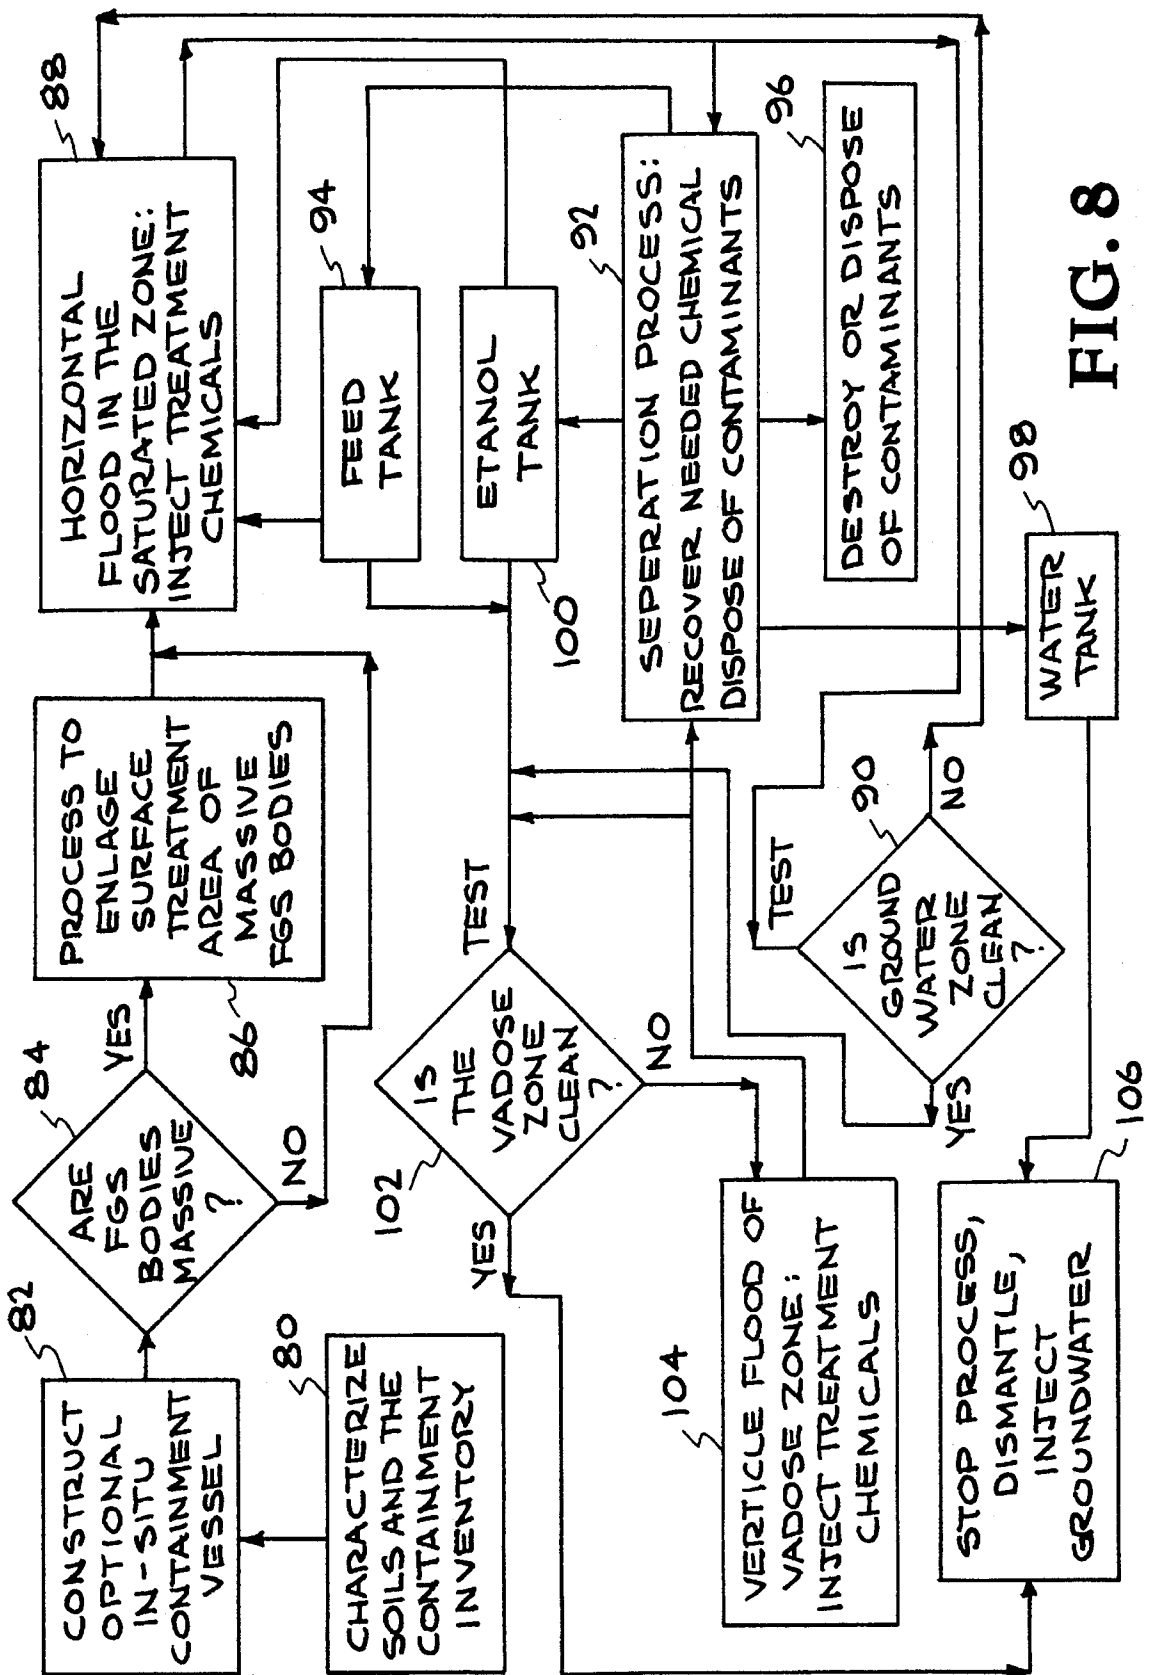 82
CONSTRUCT
OPTIONAL
IN-SITU
CONTAINMENT
VESSEL
80
CHARACTERIZE
SOILS AND THE
CONTAINMENT
INVENTORY
84
ARE
FGS
BODIES
MASSIVE
?
YES
NO
86
PROCESS TO
ENLAGE
SURFACE
TREATMENT
AREA OF
MASSIVE
FGS BODIES
88
HORIZONTAL
FLOOD IN THE
SATURATED ZONE:
INJECT TREATMENT
CHEMICALS
94
FEED
TANK
ETANOL
TANK
100
TEST
102
IS
THE
VADOSE
ZONE
CLEAN
?
YES
NO
92
SEPERATION PROCESS:
RECOVER NEEDED CHEMICAL
DISPOSE OF CONTAMINANTS
96
DESTROY OR DISPOSE
OF CONTAMINANTS
104
VERTICLE FLOOD OF
VADOSE ZONE:
INJECT TREATMENT
CHEMICALS
TEST
90
IS
GROUND
WATER
ZONE
CLEAN
?
NO
YES
98
WATER
TANK
106
STOP PROCESS,
DISMANTLE,
INJECT
GROUNDWATER
FIG. 8